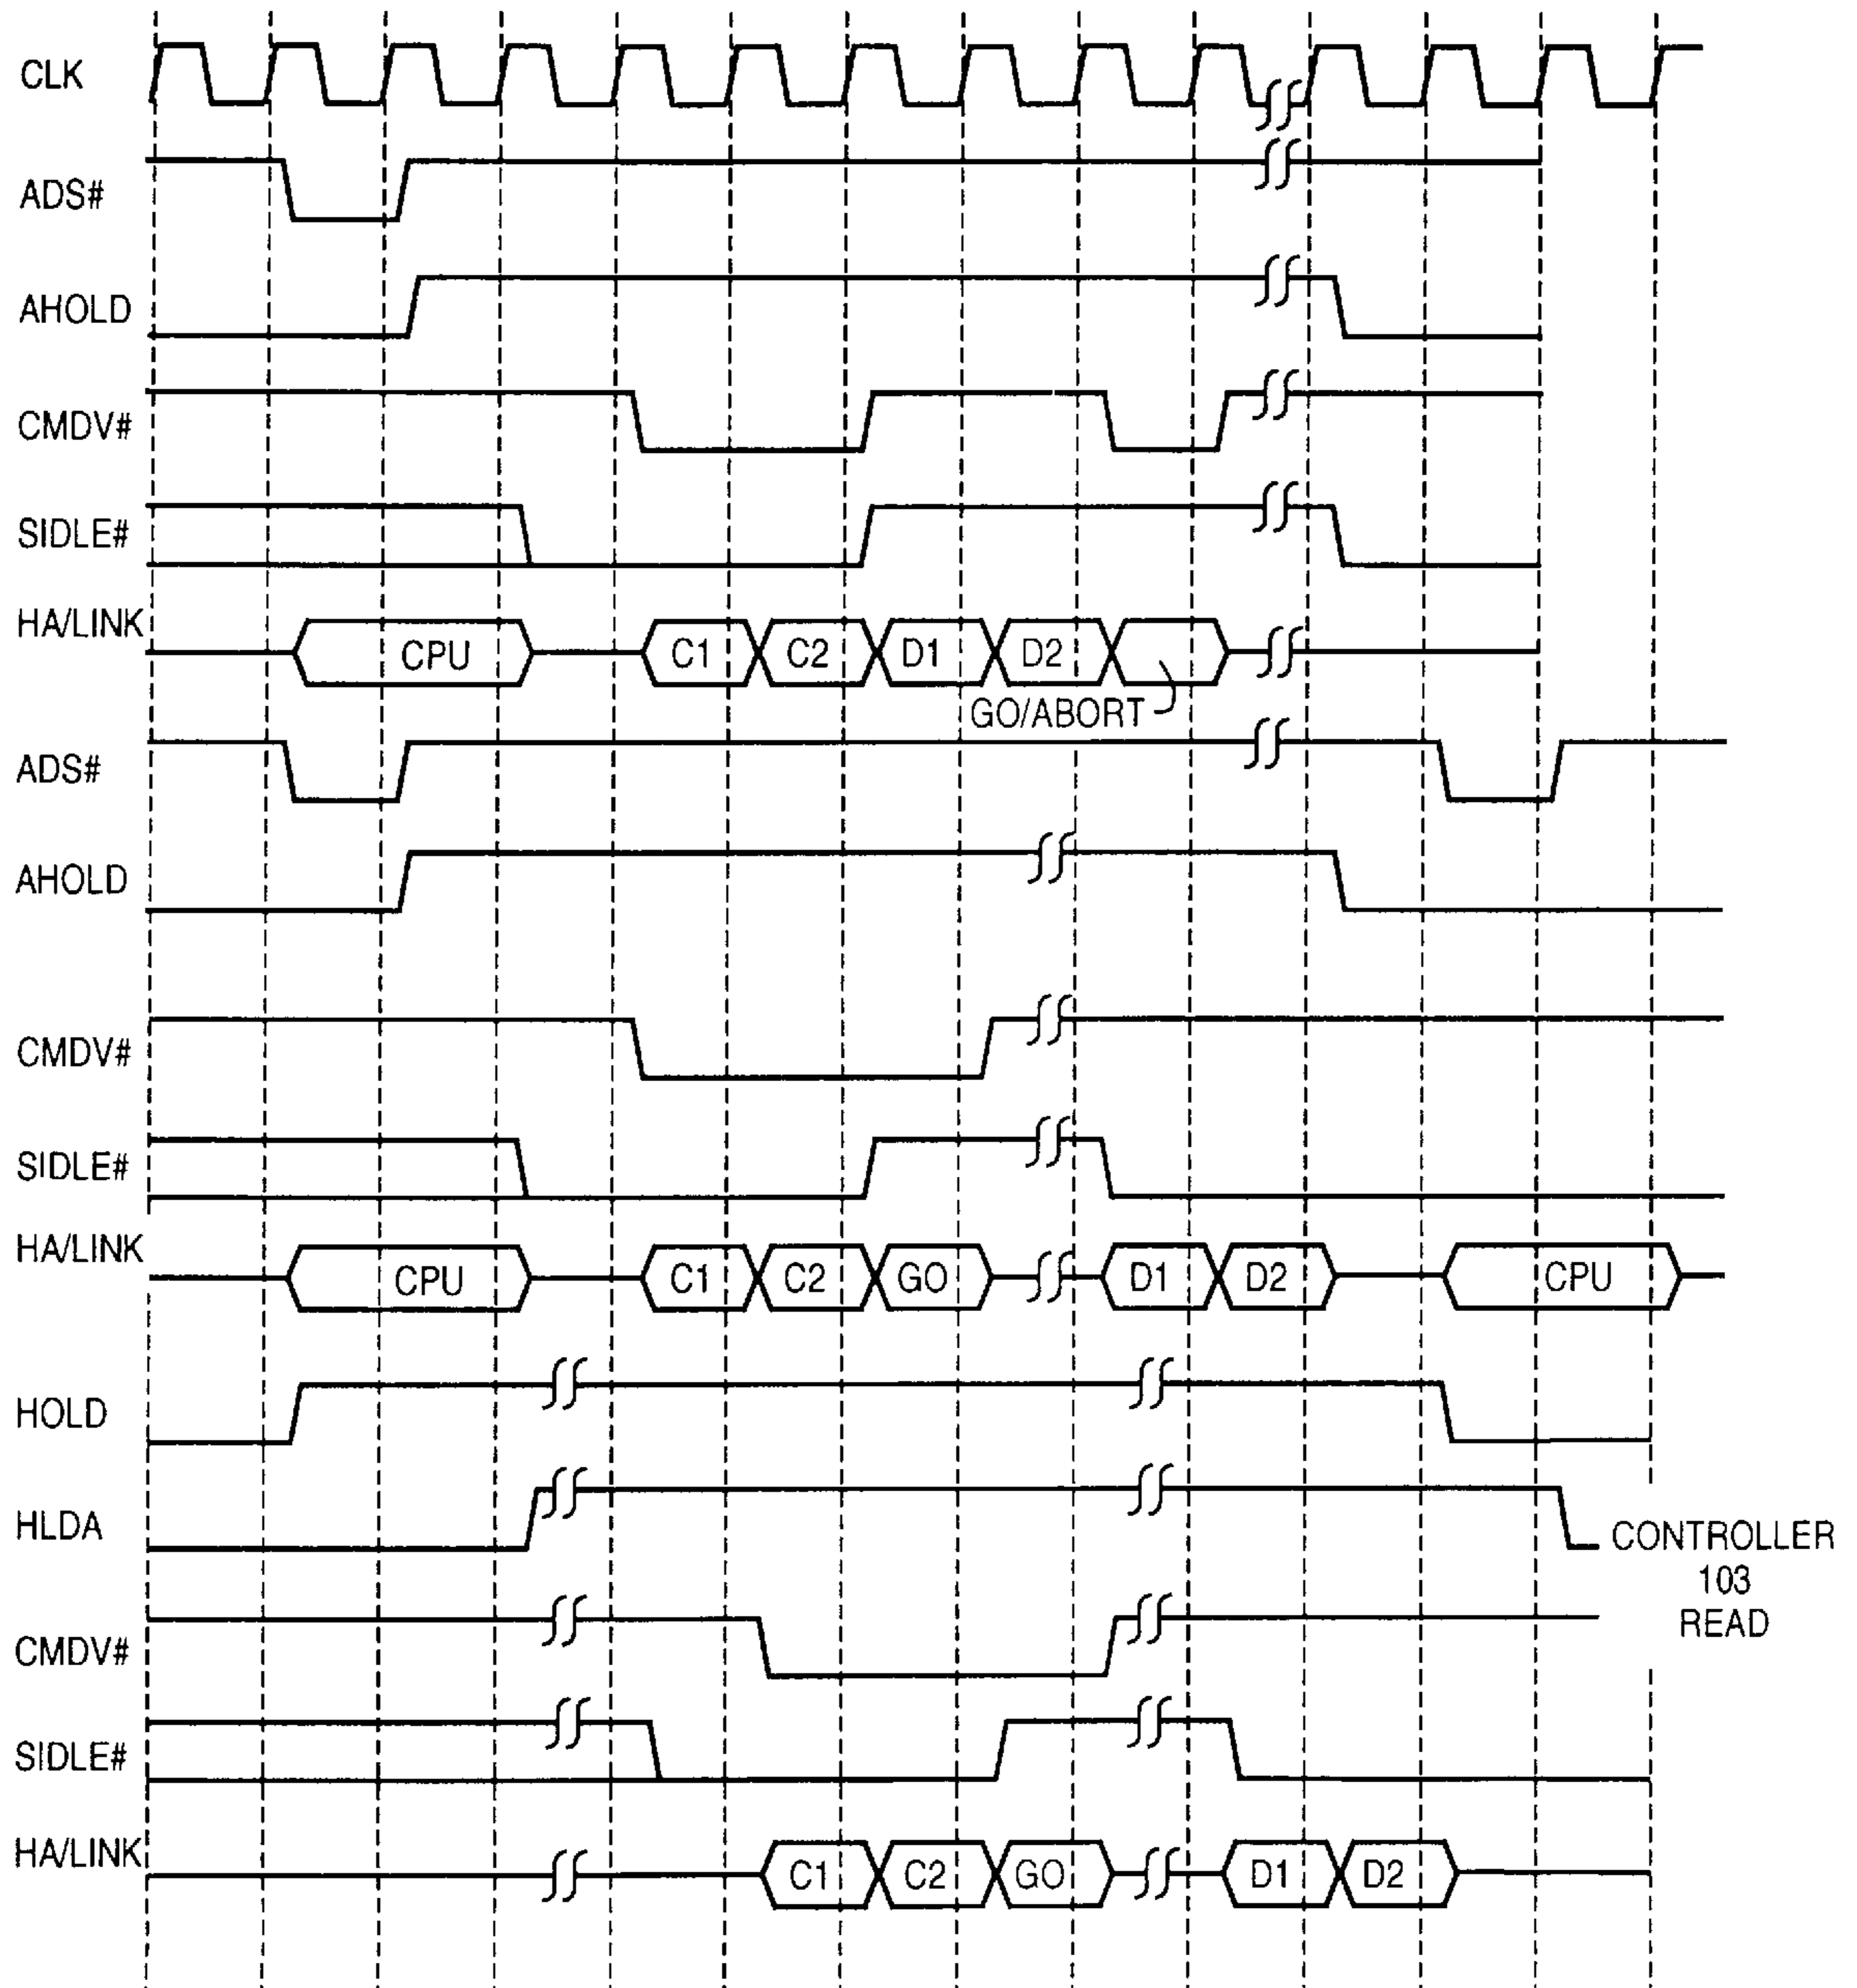 CLK
ADS#
AHOLD
CMDV#
SIDLE#
HA/LINK
CPU C1 C2 D1 D2
GO/ABORT
ADS#
AHOLD
CMDV#
SIDLE#
HA/LINK
CPU C1 C2 GO D1 D2 CPU
HOLD
HLDA
CONTROLLER
103
READ
CMDV#
SIDLE#
HA/LINK
C1 C2 GO D1 D2